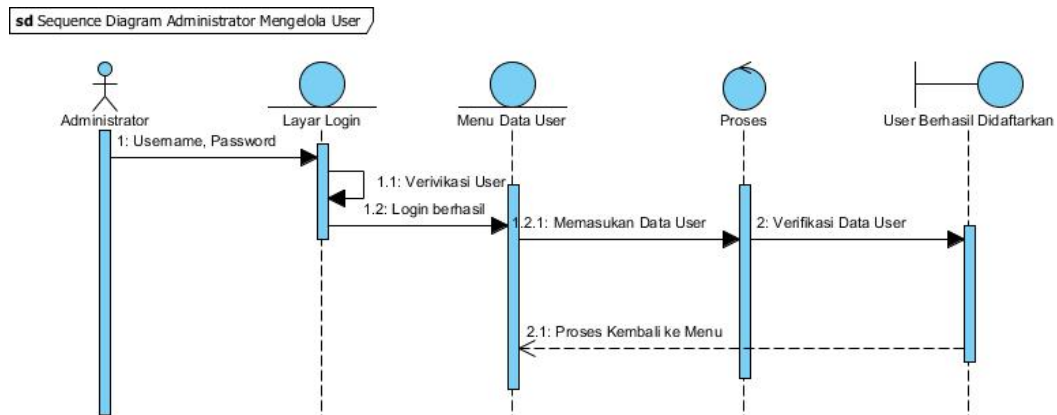 sd Sequence Diagram Administrator Mengelola User
Administrator
Layar Login
Menu Data User
Proses
User Berhasil Didaftarkan
1: Username, Password
1.1: Verivikasi User
1.2: Login berhasil
1.2.1: Memasukan Data User
2: Verifikasi Data User
2.1: Proses Kembali ke Menu